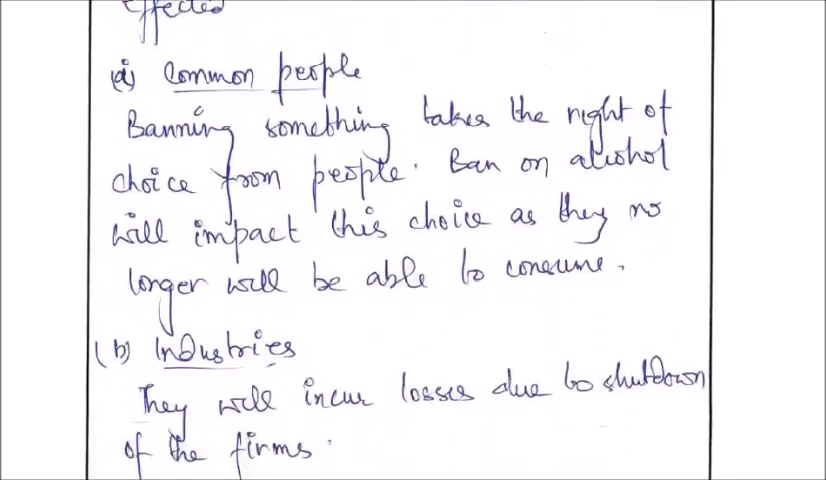 Effected
(a) Common people
Banning something takes the right of
choice from people. Ban on alcohol
will impact this choice as they no
longer will be able to consume.
(b) Industries
They will incur losses due to shutdown
of the firms.